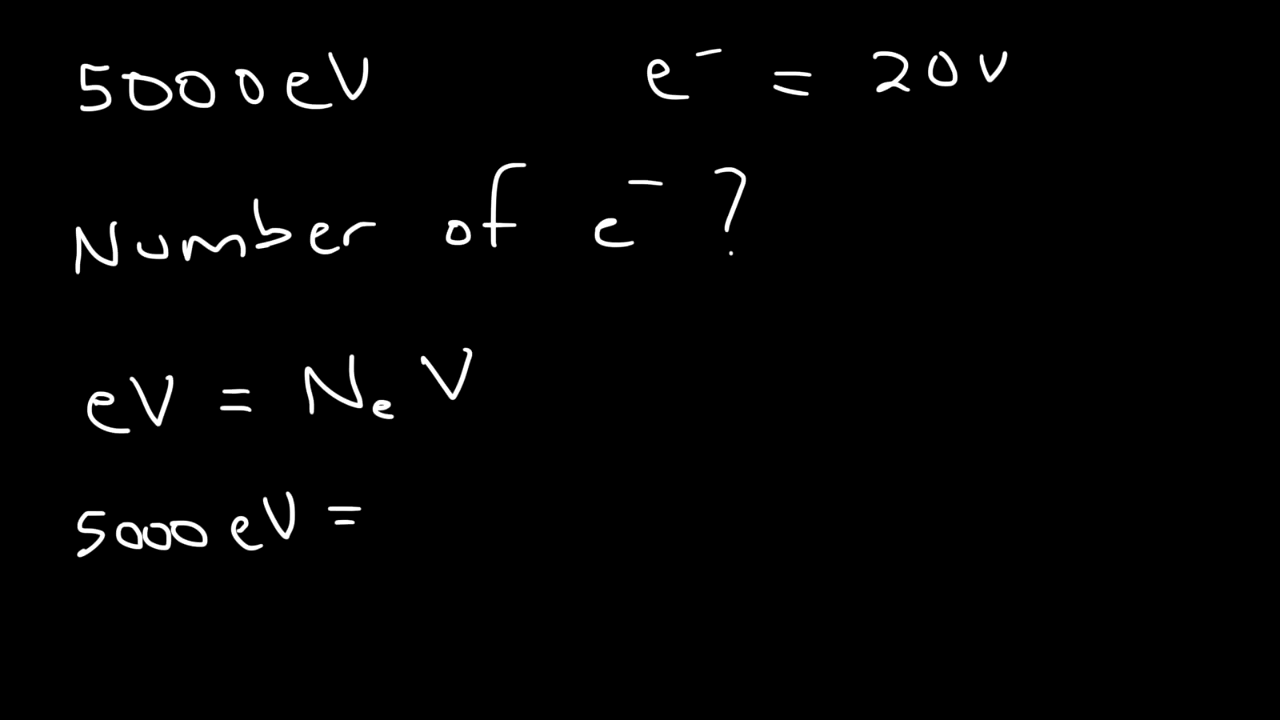 5000eV e⁻ = 20v
Number of e⁻?
eV = Nₑ V
5000 eV =